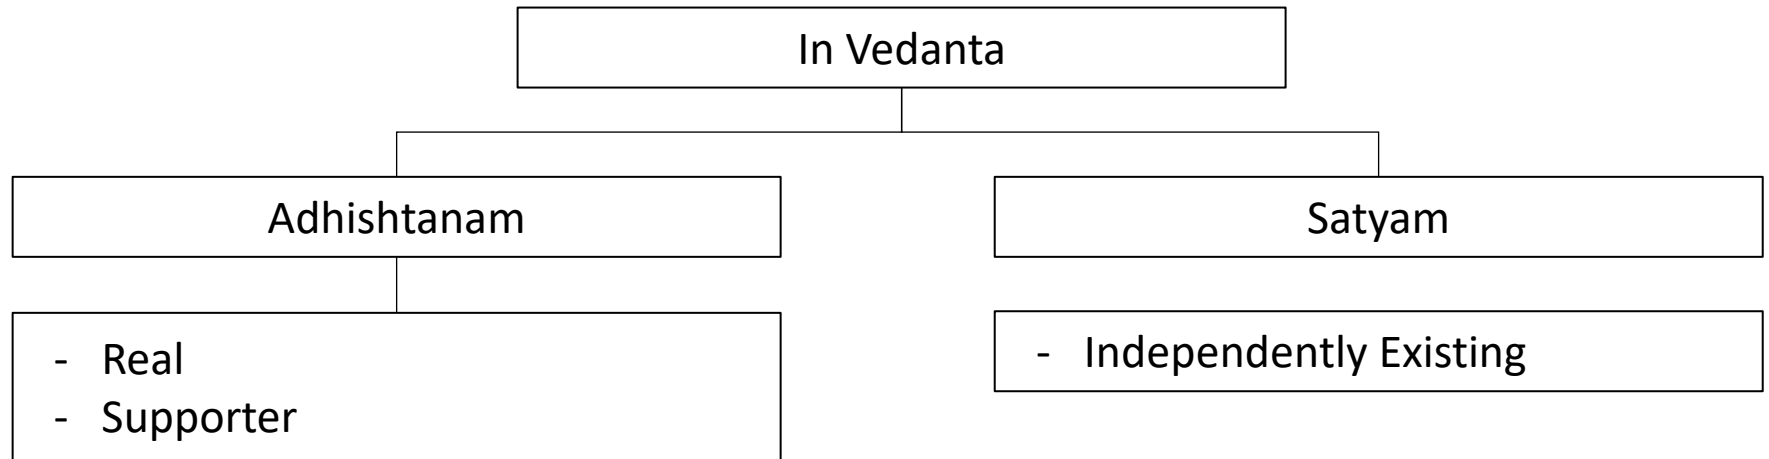 In Vedanta
Adhishtanam
Satyam
- Real
- Supporter
- Independently Existing